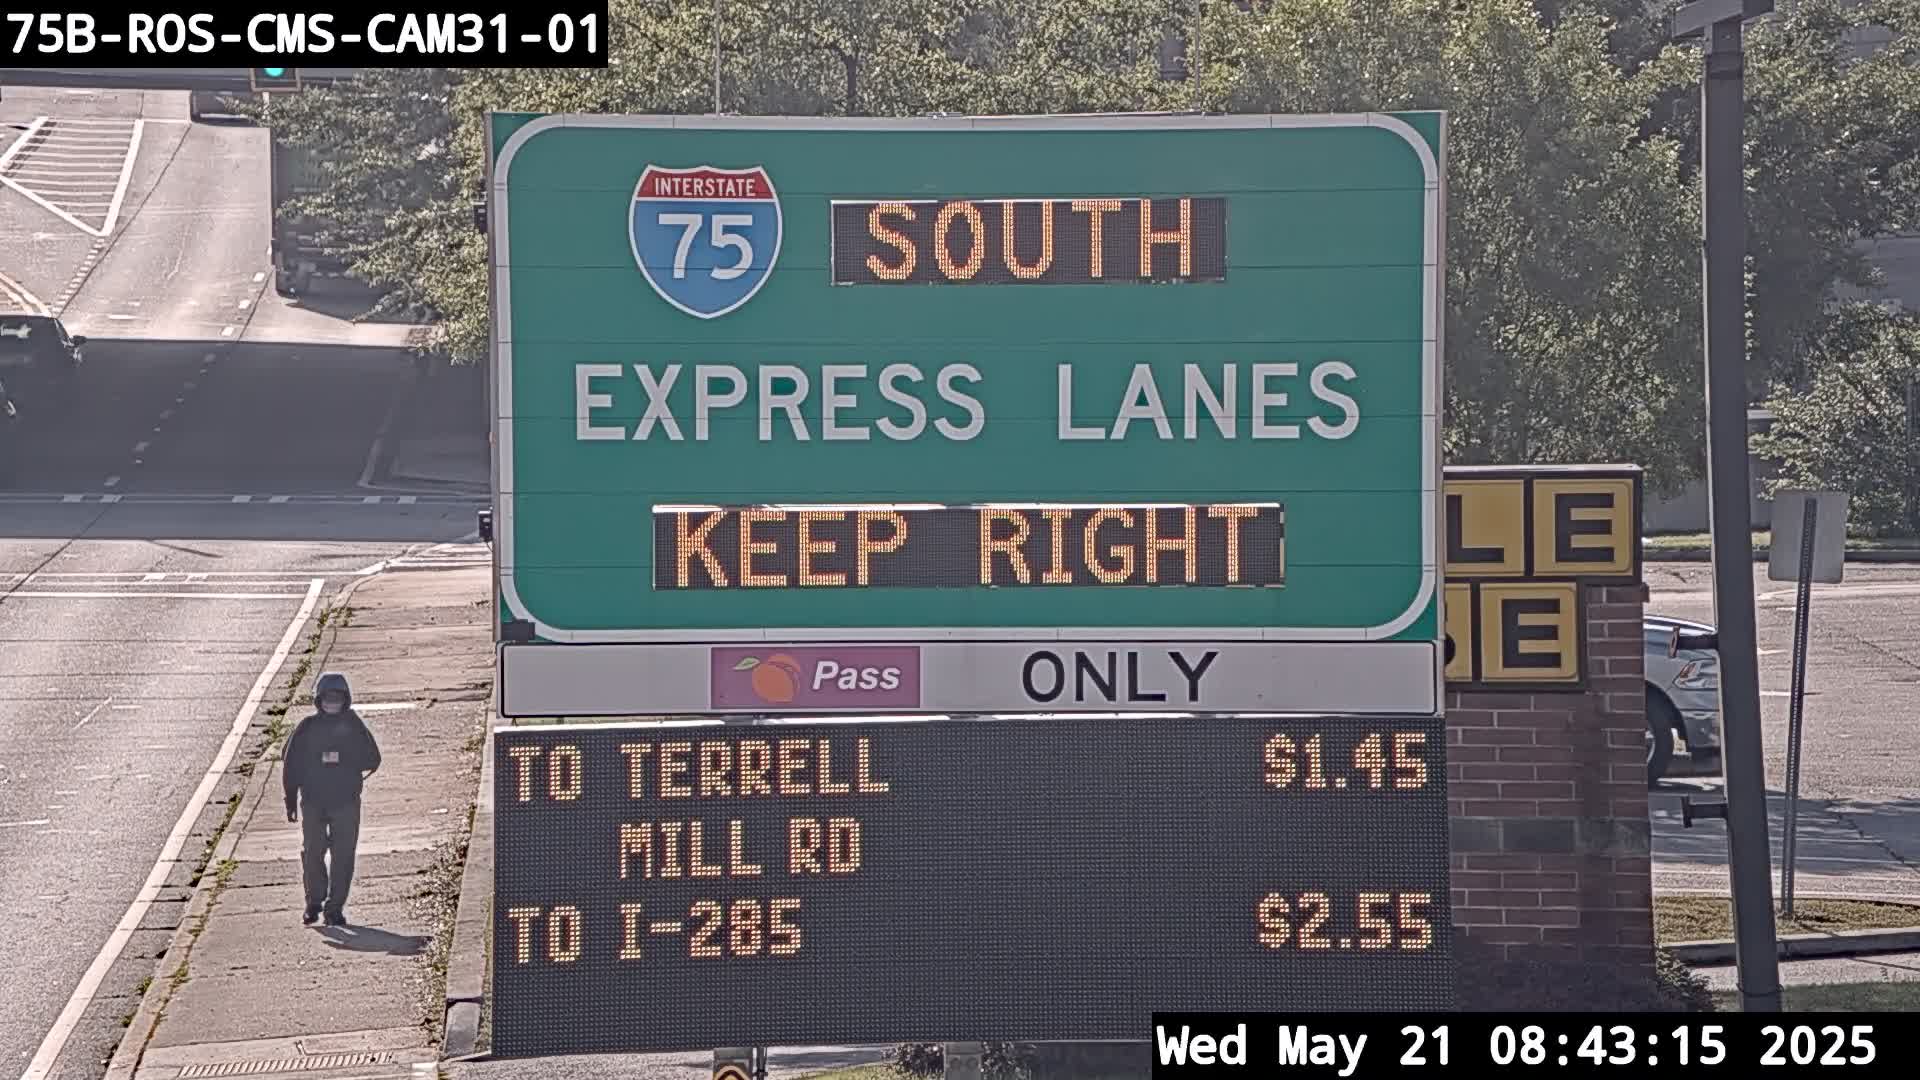 75B-ROS-CMS-CAM31-01
INTERSTATE
75
SOUTH
EXPRESS LANES
KEEP RIGHT
Pass ONLY
TO TERRELL $1.45
MILL RD
TO I-285 $2.55
LE
E
Wed May 21 08:43:15 2025